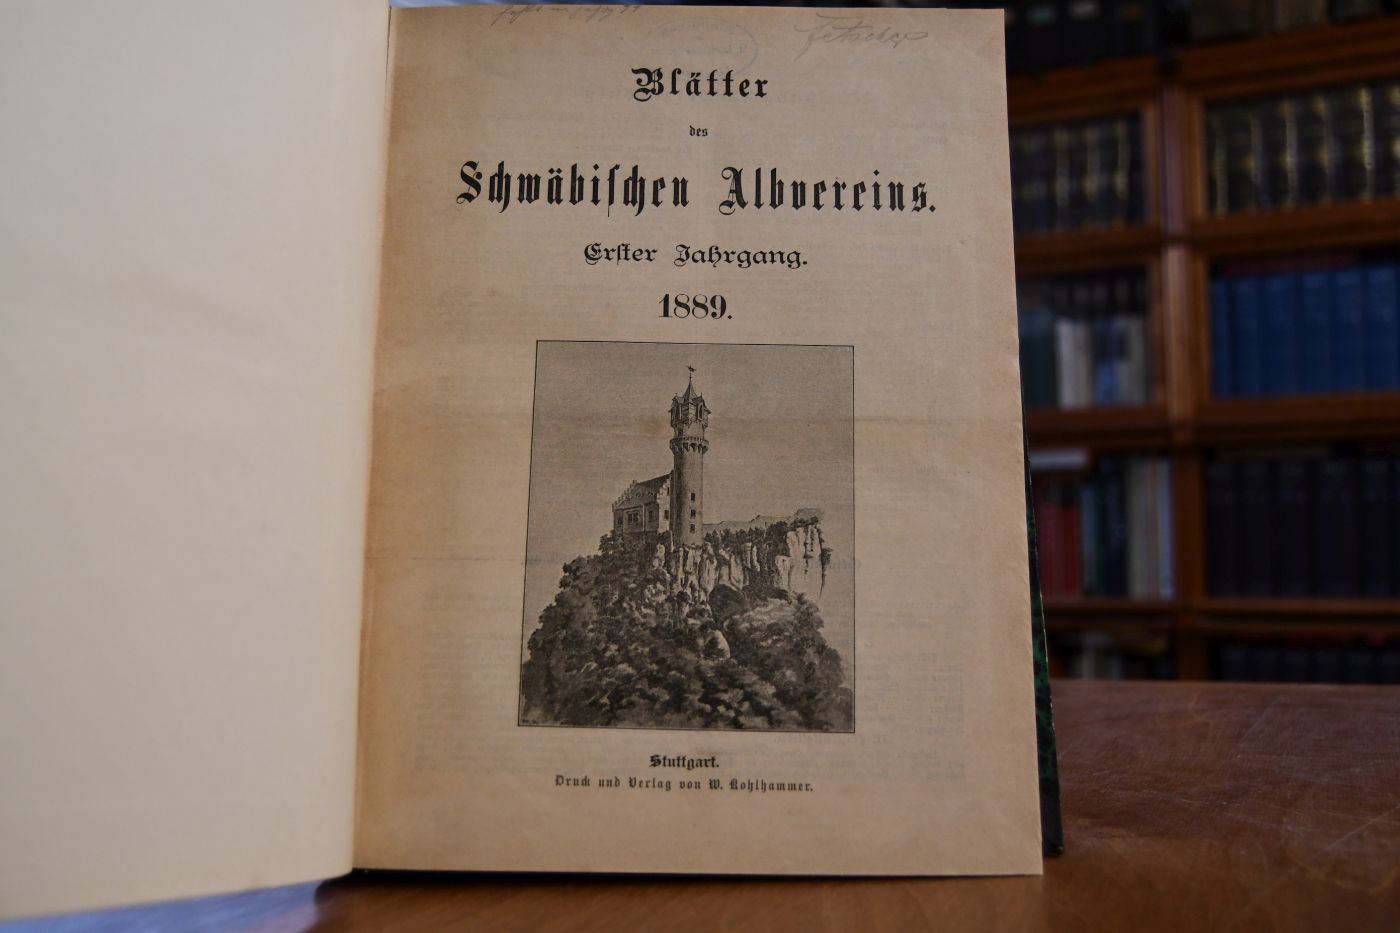 Blätter
des
Schwäbiſchen Albvereins.
Erſter Jahrgang.
1889.
Stuttgart.
Druck und Verlag von W. Kohlhammer.